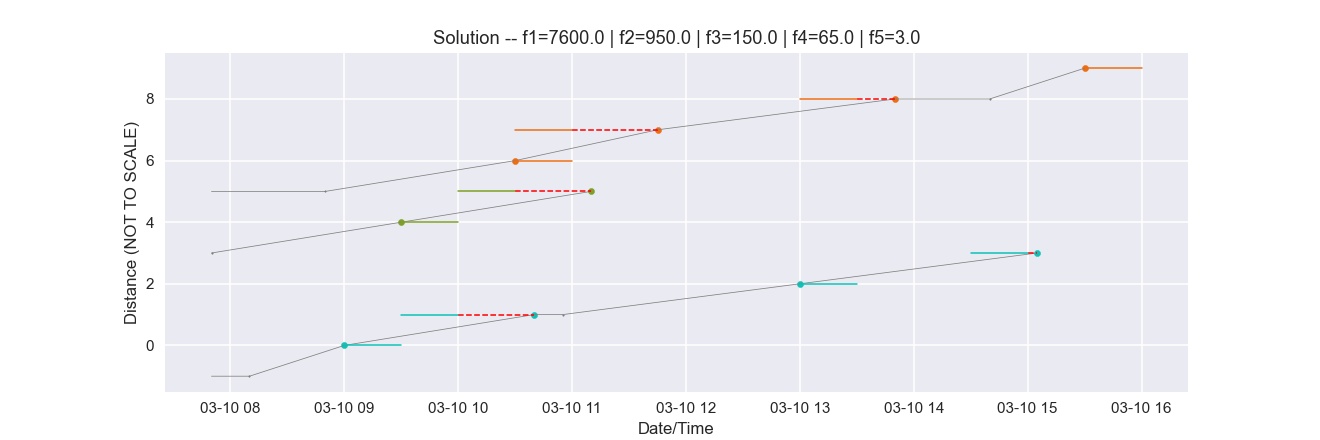 Solution -- f1=7600.0 | f2=950.0 | f3=150.0 | f4=65.0 | f5=3.0
Distance (NOT TO SCALE)
8
6
4
2
0
03-10 08 03-10 09 03-10 10 03-10 11 03-10 12 03-10 13 03-10 14 03-10 15 03-10 16
Date/Time